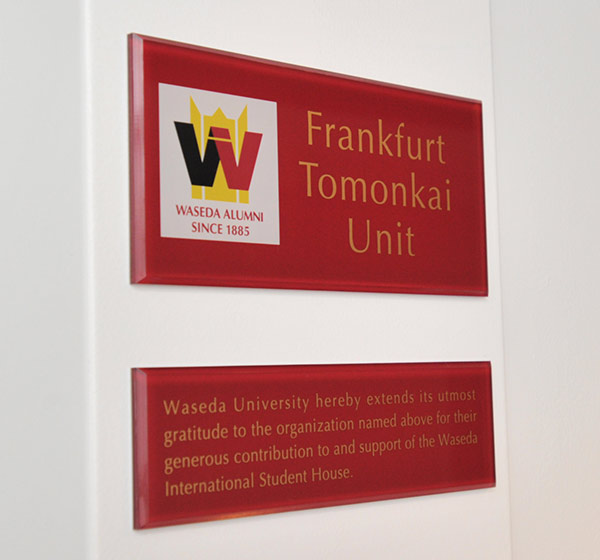 WASEDA ALUMNI
SINCE 1885
Frankfurt
Tomonkai
Unit
Waseda University hereby extends its utmost
gratitude to the organization named above for their
generous contribution to and support of the Waseda
International Student House.